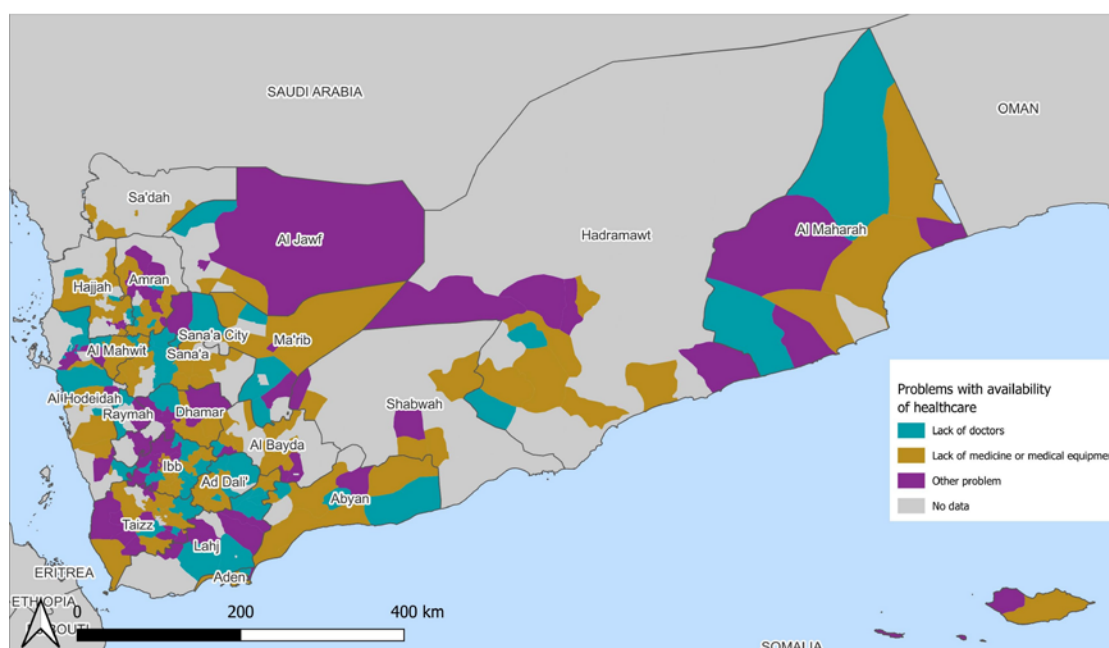 SAUDI ARABIA
OMAN
Sa'dah
Al Jawf
Hadramawt
Al Maharah
Hajjah
Amran
Sana'a City
Ma'rib
Al Mahwit
Sana'a
Al Hodeidah
Raymah
Dhamar
Shabwah
Al Bayda
Ibb
Ad Dali'
Abyan
Taizz
Lahj
Aden
ERITREA
ETHIOPIA
0
200
400 km
SOMALIA
Problems with availability
of healthcare
Lack of doctors
Lack of medicine or medical equipme
Other problem
No data